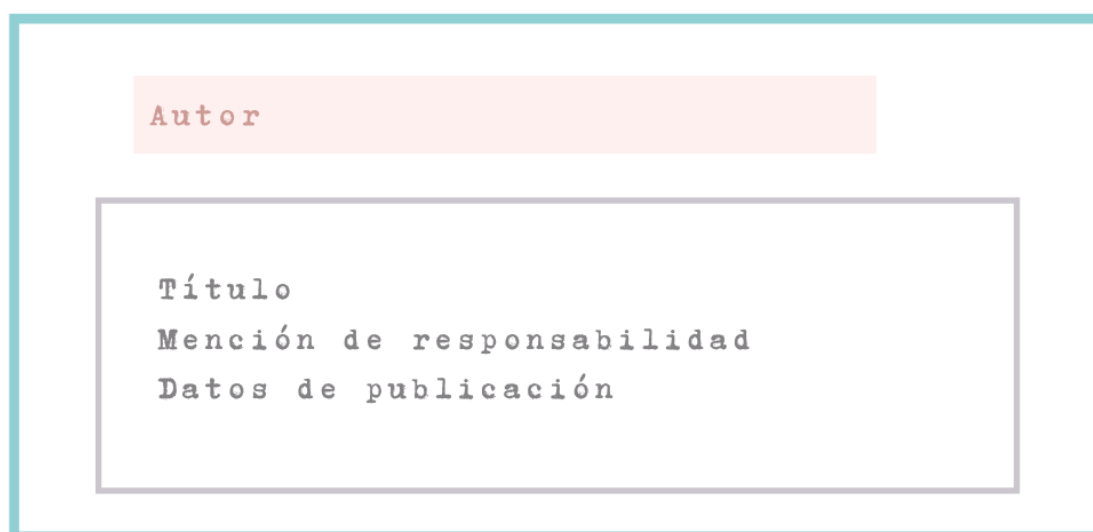 Autor
Título
Mención de responsabilidad
Datos de publicación